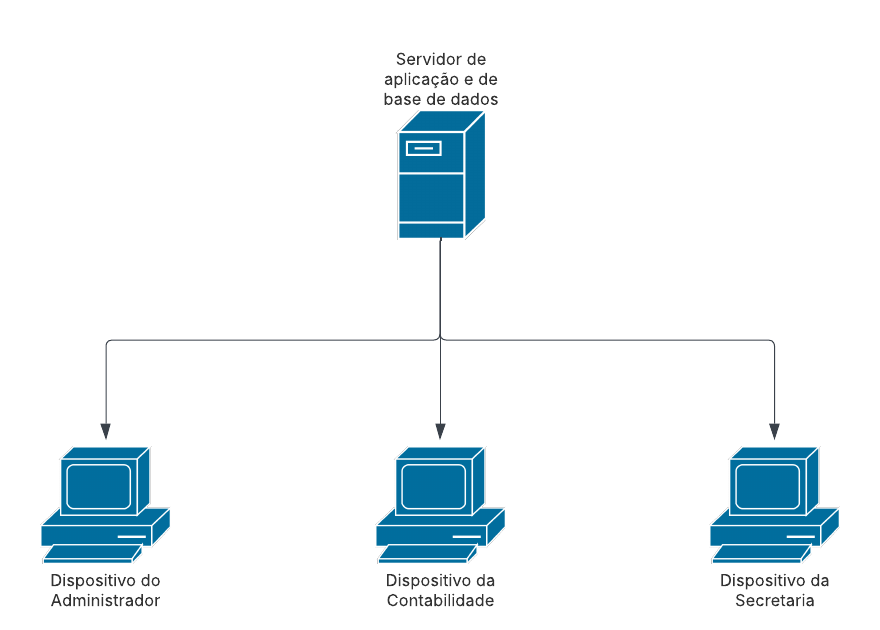 Servidor de
aplicação e de
base de dados
Dispositivo do
Administrador
Dispositivo da
Contabilidade
Dispositivo da
Secretaria